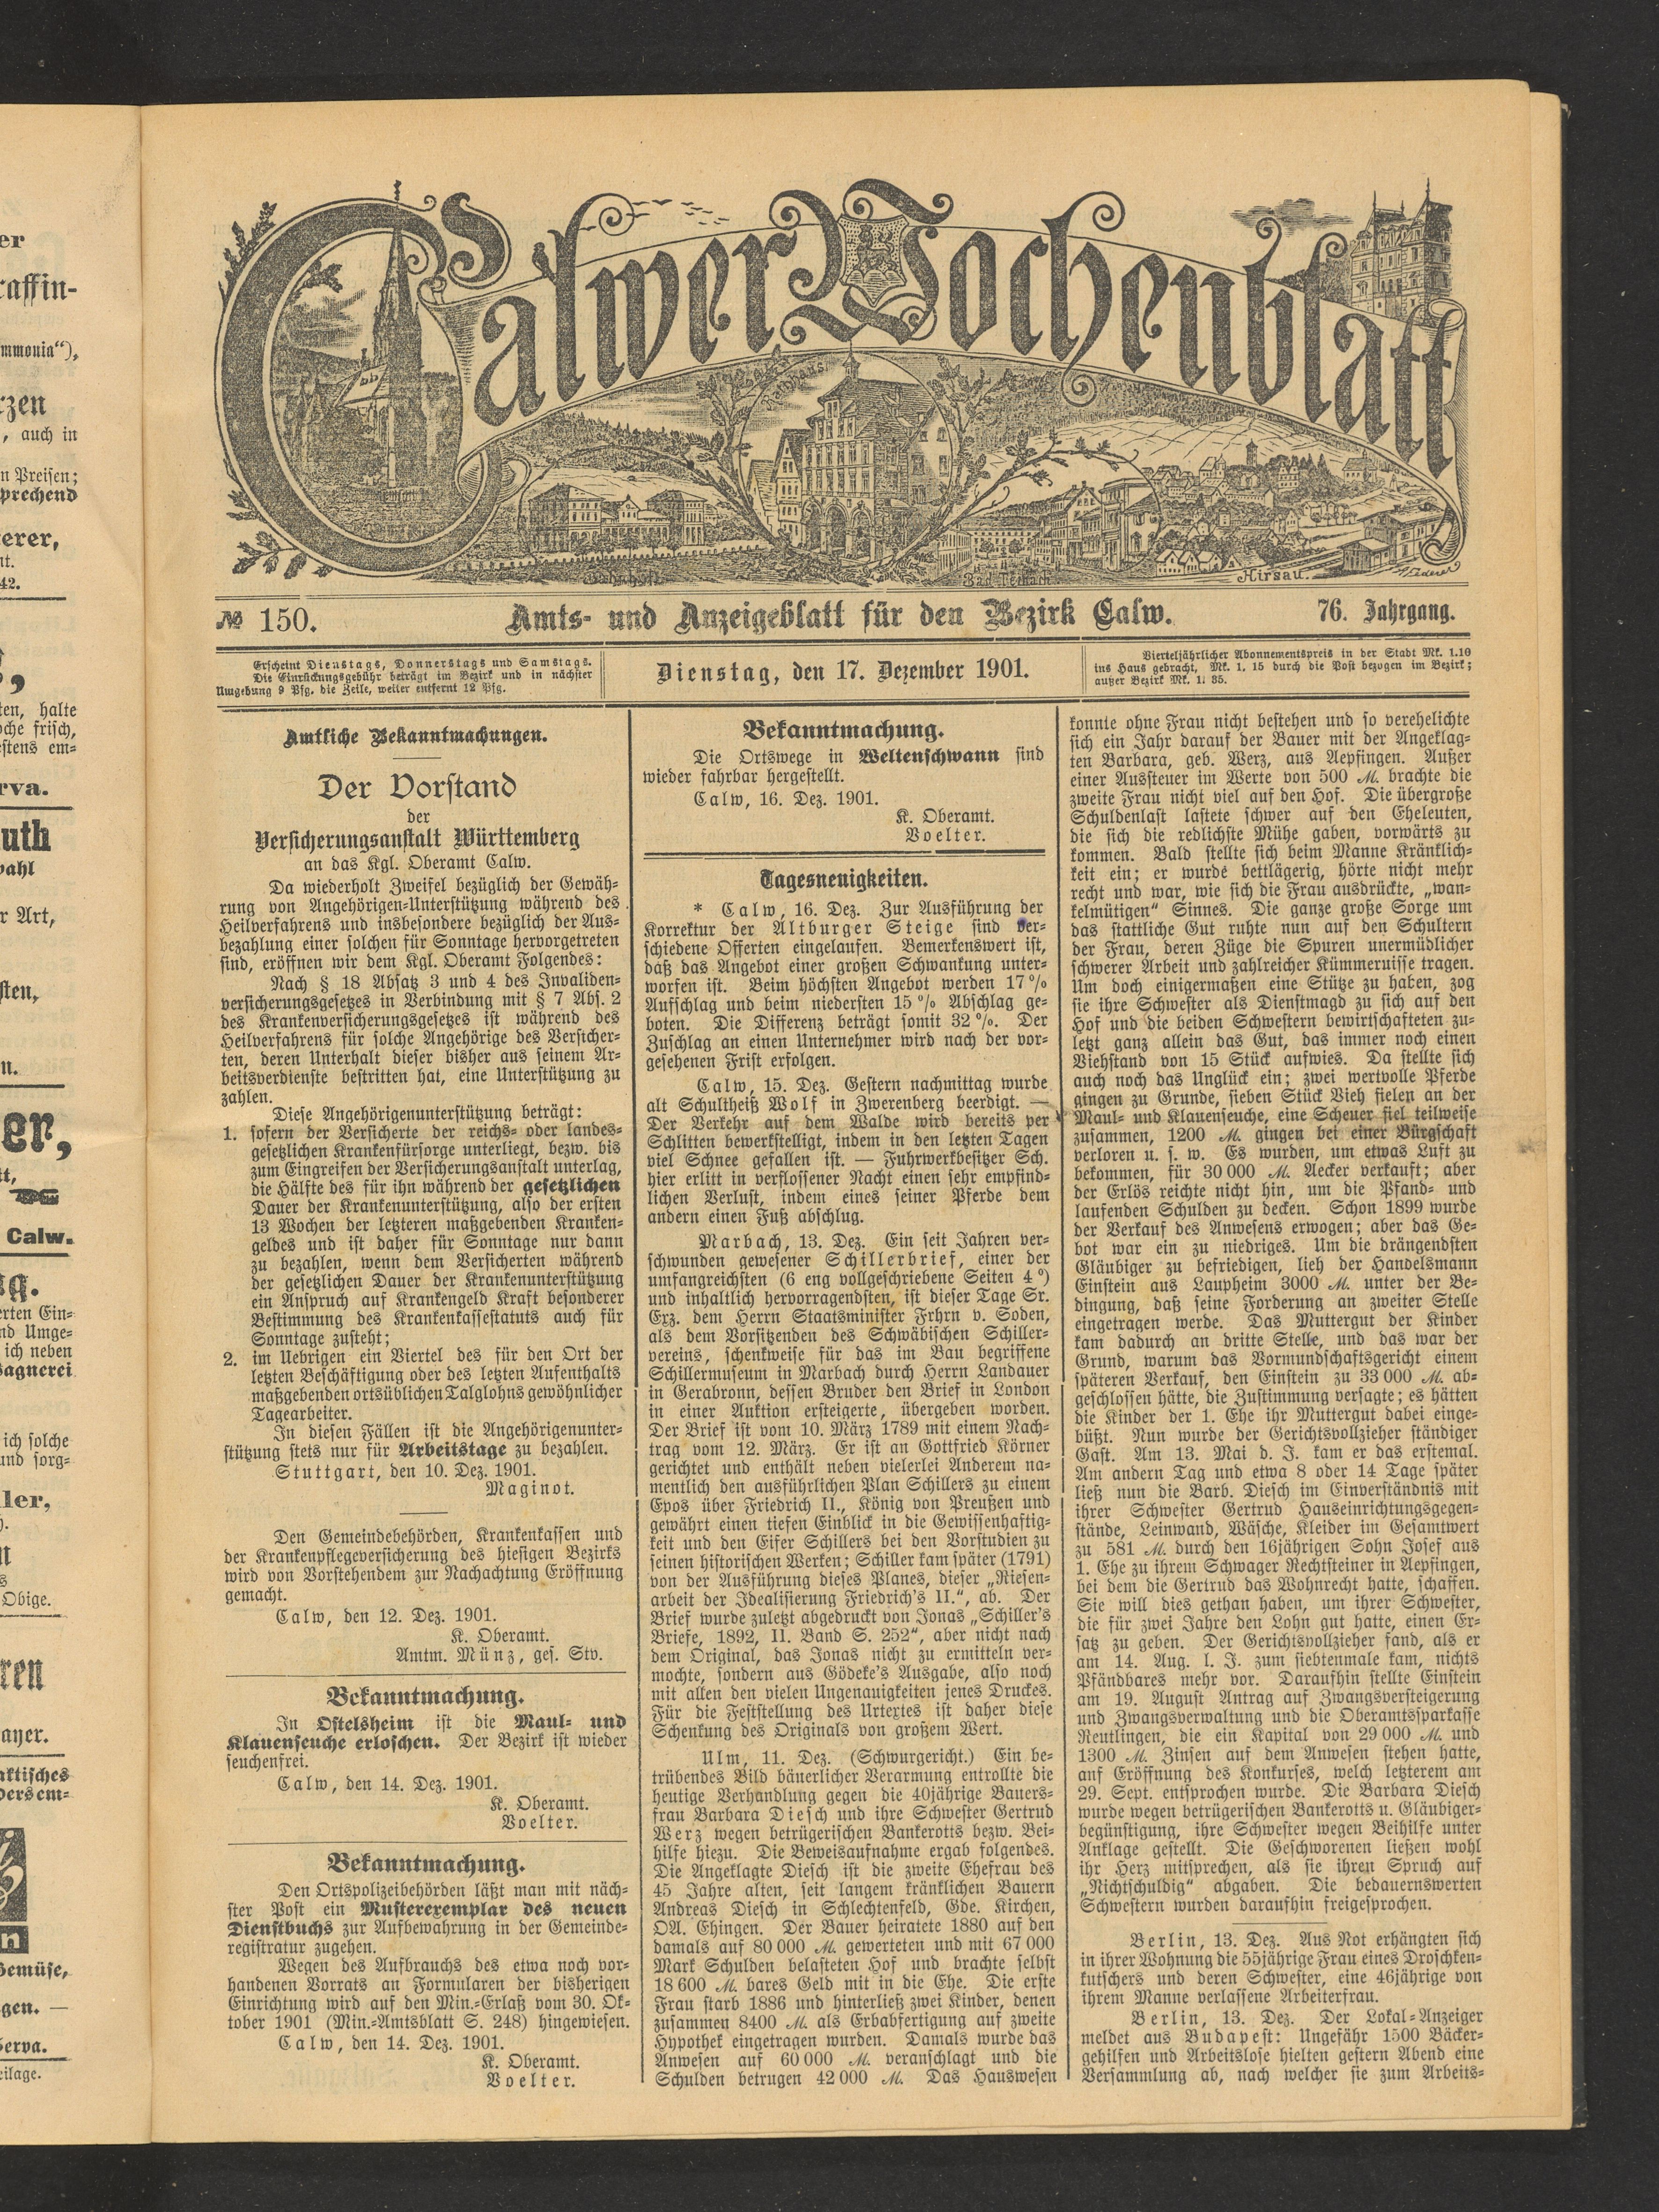 er
raffin-
mmonia“),
rzen
, auch in
n Preisen;
sprechend
terer,
nt.
42.
ten, halte
oche frisch,
estens em-
rva.
uth
wahl
r Art,
sten,
n.
er,
tt,
Calw.
erten Ein-
nd Umge-
ich neben
Wagnerei
ich solche
und sorg-
ller,
Obige.
ren
ayer.
aktisches
Gemüse,
gen. —
Serva.
eilage.
Calwer Wochenblatt
Rathhaus
Bahnhof
Bad Teinach
Hirsau.
№ 150.
Amts- und Anzeigeblatt für den Bezirk Calw.
76. Jahrgang.
Erscheint Dienstags, Donnerstags und Samstags.
Die Einrückungsgebühr beträgt im Bezirk und in nächster
Umgebung 9 Pfg. die Zeile, weiter entfernt 12 Pfg.
Dienstag, den 17. Dezember 1901.
Vierteljährlicher Abonnementspreis in der Stadt Mk. 1.10
ins Haus gebracht, Mk. 1. 15 durch die Post bezogen im Bezirk;
außer Bezirk Mk. 1. 35.
Amtliche Bekanntmachungen.
Der Vorstand
der
Versicherungsanstalt Württemberg
an das Kgl. Oberamt Calw.
Da wiederholt Zweifel bezüglich der Gewäh-
rung von Angehörigen-Unterstützung während des
Heilverfahrens und insbesondere bezüglich der Aus-
bezahlung einer solchen für Sonntage hervorgetreten
sind, eröffnen wir dem Kgl. Oberamt Folgendes:
Nach § 18 Absatz 3 und 4 des Invaliden-
versicherungsgesetzes in Verbindung mit § 7 Abs. 2
des Krankenversicherungsgesetzes ist während des
Heilverfahrens für solche Angehörige des Versicher-
ten, deren Unterhalt dieser bisher aus seinem Ar-
beitsverdienste bestritten hat, eine Unterstützung zu
zahlen.
Diese Angehörigenunterstützung beträgt:
1. sofern der Versicherte der reichs- oder landes-
gesetzlichen Krankenfürsorge unterliegt, bezw. bis
zum Eingreifen der Versicherungsanstalt unterlag,
die Hälfte des für ihn während der gesetzlichen
Dauer der Krankenunterstützung, also der ersten
13 Wochen der letzteren maßgebenden Kranken-
geldes und ist daher für Sonntage nur dann
zu bezahlen, wenn dem Versicherten während
der gesetzlichen Dauer der Krankenunterstützung
ein Anspruch auf Krankengeld Kraft besonderer
Bestimmung des Krankenkassestatuts auch für
Sonntage zusteht;
2. im Uebrigen ein Viertel des für den Ort der
letzten Beschäftigung oder des letzten Aufenthalts
maßgebenden ortsüblichen Talglohns gewöhnlicher
Tagearbeiter.
In diesen Fällen ist die Angehörigenunter-
stützung stets nur für Arbeitstage zu bezahlen.
Stuttgart, den 10. Dez. 1901.
Maginot.
Den Gemeindebehörden, Krankenkassen und
der Krankenpflegeversicherung des hiesigen Bezirks
wird von Vorstehendem zur Nachachtung Eröffnung
gemacht.
Calw, den 12. Dez. 1901.
K. Oberamt.
Amtm. Münz, ges. Stv.
Bekanntmachung.
In Ostelsheim ist die Maul- und
Klauenseuche erloschen. Der Bezirk ist wieder
seuchenfrei.
Calw, den 14. Dez. 1901.
K. Oberamt.
Voelter.
Bekanntmachung.
Den Ortspolizeibehörden läßt man mit näch-
ster Post ein Musterexemplar des neuen
Dienstbuchs zur Aufbewahrung in der Gemeinde-
registratur zugehen.
Wegen des Aufbrauchs des etwa noch vor-
handenen Vorrats an Formularen der bisherigen
Einrichtung wird auf den Min.-Erlaß vom 30. Ok-
tober 1901 (Min.-Amtsblatt S. 248) hingewiesen.
Calw, den 14. Dez. 1901.
K. Oberamt.
Voelter.
Bekanntmachung.
Die Ortswege in Weltenschwann sind
wieder fahrbar hergestellt.
Calw, 16. Dez. 1901.
K. Oberamt.
Voelter.
Tagesneuigkeiten.
* Calw, 16. Dez. Zur Ausführung der
Korrektur der Altburger Steige sind ver-
schiedene Offerten eingelaufen. Bemerkenswert ist,
daß das Angebot einer großen Schwankung unter-
worfen ist. Beim höchsten Angebot werden 17%
Aufschlag und beim niedersten 15% Abschlag ge-
boten. Die Differenz beträgt somit 32%. Der
Zuschlag an einen Unternehmer wird nach der vor-
gesehenen Frist erfolgen.
Calw, 15. Dez. Gestern nachmittag wurde
alt Schultheiß Wolf in Zwerenberg beerdigt. —
Der Verkehr auf dem Walde wird bereits per
Schlitten bewerkstelligt, indem in den letzten Tagen
viel Schnee gefallen ist. — Fuhrwerkbesitzer Sch.
hier erlitt in verflossener Nacht einen sehr empfind-
lichen Verlust, indem eines seiner Pferde dem
andern einen Fuß abschlug.
Marbach, 13. Dez. Ein seit Jahren ver-
schwunden gewesener Schillerbrief, einer der
umfangreichsten (6 eng vollgeschriebene Seiten 4°)
und inhaltlich hervorragendsten, ist dieser Tage Sr.
Exz. dem Herrn Staatsminister Frhrn v. Soden,
als dem Vorsitzenden des Schwäbischen Schiller-
vereins, schenkweise für das im Bau begriffene
Schillermuseum in Marbach durch Herrn Landauer
in Gerabronn, dessen Bruder den Brief in London
in einer Auktion ersteigerte, übergeben worden.
Der Brief ist vom 10. März 1789 mit einem Nach-
trag vom 12. März. Er ist an Gottfried Körner
gerichtet und enthält neben vielerlei Anderem na-
mentlich den ausführlichen Plan Schillers zu einem
Epos über Friedrich II., König von Preußen und
gewährt einen tiefen Einblick in die Gewissenhaftig-
keit und den Eifer Schillers bei den Vorstudien zu
seinen historischen Werken; Schiller kam später (1791)
von der Ausführung dieses Planes, dieser „Riesen-
arbeit der Idealisierung Friedrich's II.“, ab. Der
Brief wurde zuletzt abgedruckt von Jonas „Schiller's
Briefe, 1892, II. Band S. 252“, aber nicht nach
dem Original, das Jonas nicht zu ermitteln ver-
mochte, sondern aus Gödeke's Ausgabe, also noch
mit allen den vielen Ungenauigkeiten jenes Druckes.
Für die Feststellung des Urtextes ist daher diese
Schenkung des Originals von großem Wert.
Ulm, 11. Dez. (Schwurgericht.) Ein be-
trübendes Bild bäuerlicher Verarmung entrollte die
heutige Verhandlung gegen die 40jährige Bauers-
frau Barbara Diesch und ihre Schwester Gertrud
Werz wegen betrügerischen Bankerotts bezw. Bei-
hilfe hiezu. Die Beweisaufnahme ergab folgendes.
Die Angeklagte Diesch ist die zweite Ehefrau des
45 Jahre alten, seit langem kränklichen Bauern
Andreas Diesch in Schlechtenfeld, Gde. Kirchen,
OA. Ehingen. Der Bauer heiratete 1880 auf den
damals auf 80 000 M. gewerteten und mit 67 000
Mark Schulden belasteten Hof und brachte selbst
18 600 M. bares Geld mit in die Ehe. Die erste
Frau starb 1886 und hinterließ zwei Kinder, denen
zusammen 8400 M. als Erbabfertigung auf zweite
Hypothek eingetragen wurden. Damals wurde das
Anwesen auf 60 000 M. veranschlagt und die
Schulden betrugen 42 000 M. Das Hauswesen
konnte ohne Frau nicht bestehen und so verehelichte
sich ein Jahr darauf der Bauer mit der Angeklag-
ten Barbara, geb. Werz, aus Aepfingen. Außer
einer Aussteuer im Werte von 500 M. brachte die
zweite Frau nicht viel auf den Hof. Die übergroße
Schuldenlast lastete schwer auf den Eheleuten,
die sich die redlichste Mühe gaben, vorwärts zu
kommen. Bald stellte sich beim Manne Kränklich-
keit ein; er wurde bettlägerig, hörte nicht mehr
recht und war, wie sich die Frau ausdrückte, „wan-
kelmütigen“ Sinnes. Die ganze große Sorge um
das stattliche Gut ruhte nun auf den Schultern
der Frau, deren Züge die Spuren unermüdlicher
schwerer Arbeit und zahlreicher Kümmernisse tragen.
Um doch einigermaßen eine Stütze zu haben, zog
sie ihre Schwester als Dienstmagd zu sich auf den
Hof und die beiden Schwestern bewirtschafteten zu-
letzt ganz allein das Gut, das immer noch einen
Viehstand von 15 Stück aufwies. Da stellte sich
auch noch das Unglück ein; zwei wertvolle Pferde
gingen zu Grunde, sieben Stück Vieh fielen an der
Maul- und Klauenseuche, eine Scheuer fiel teilweise
zusammen, 1200 M. gingen bei einer Bürgschaft
verloren u. s. w. Es wurden, um etwas Luft zu
bekommen, für 30 000 M. Aecker verkauft; aber
der Erlös reichte nicht hin, um die Pfand- und
laufenden Schulden zu decken. Schon 1899 wurde
der Verkauf des Anwesens erwogen; aber das Ge-
bot war ein zu niedriges. Um die drängendsten
Gläubiger zu befriedigen, lieh der Handelsmann
Einstein aus Laupheim 3000 M. unter der Be-
dingung, daß seine Forderung an zweiter Stelle
eingetragen werde. Das Muttergut der Kinder
kam dadurch an dritte Stelle, und das war der
Grund, warum das Vormundschaftsgericht einem
späteren Verkauf, den Einstein zu 33 000 M. ab-
geschlossen hätte, die Zustimmung versagte; es hätten
die Kinder der 1. Ehe ihr Muttergut dabei einge-
büßt. Nun wurde der Gerichtsvollzieher ständiger
Gast. Am 13. Mai d. J. kam er das erstemal.
Am andern Tag und etwa 8 oder 14 Tage später
ließ nun die Barb. Diesch im Einverständnis mit
ihrer Schwester Gertrud Hauseinrichtungsgegen-
stände, Leinwand, Wäsche, Kleider im Gesamtwert
zu 581 M. durch den 16jährigen Sohn Josef aus
1. Ehe zu ihrem Schwager Rechtsteiner in Aepfingen,
bei dem die Gertrud das Wohnrecht hatte, schaffen.
Sie will dies gethan haben, um ihrer Schwester,
die für zwei Jahre den Lohn gut hatte, einen Er-
satz zu geben. Der Gerichtsvollzieher fand, als er
am 14. Aug. l. J. zum siebtenmale kam, nichts
Pfändbares mehr vor. Daraufhin stellte Einstein
am 19. August Antrag auf Zwangsversteigerung
und Zwangsverwaltung und die Oberamtssparkasse
Reutlingen, die ein Kapital von 29 000 M. und
1300 M. Zinsen auf dem Anwesen stehen hatte,
auf Eröffnung des Konkurses, welch letzterem am
29. Sept. entsprochen wurde. Die Barbara Diesch
wurde wegen betrügerischen Bankerotts u. Gläubiger-
begünstigung, ihre Schwester wegen Beihilfe unter
Anklage gestellt. Die Geschworenen ließen wohl
ihr Herz mitsprechen, als sie ihren Spruch auf
„Nichtschuldig“ abgaben. Die bedauernswerten
Schwestern wurden daraufhin freigesprochen.
Berlin, 13. Dez. Aus Not erhängten sich
in ihrer Wohnung die 55jährige Frau eines Droschken-
kutschers und deren Schwester, eine 46jährige von
ihrem Manne verlassene Arbeiterfrau.
Berlin, 13. Dez. Der Lokal-Anzeiger
meldet aus Budapest: Ungefähr 1500 Bäcker-
gehilfen und Arbeitslose hielten gestern Abend eine
Versammlung ab, nach welcher sie zum Arbeits-